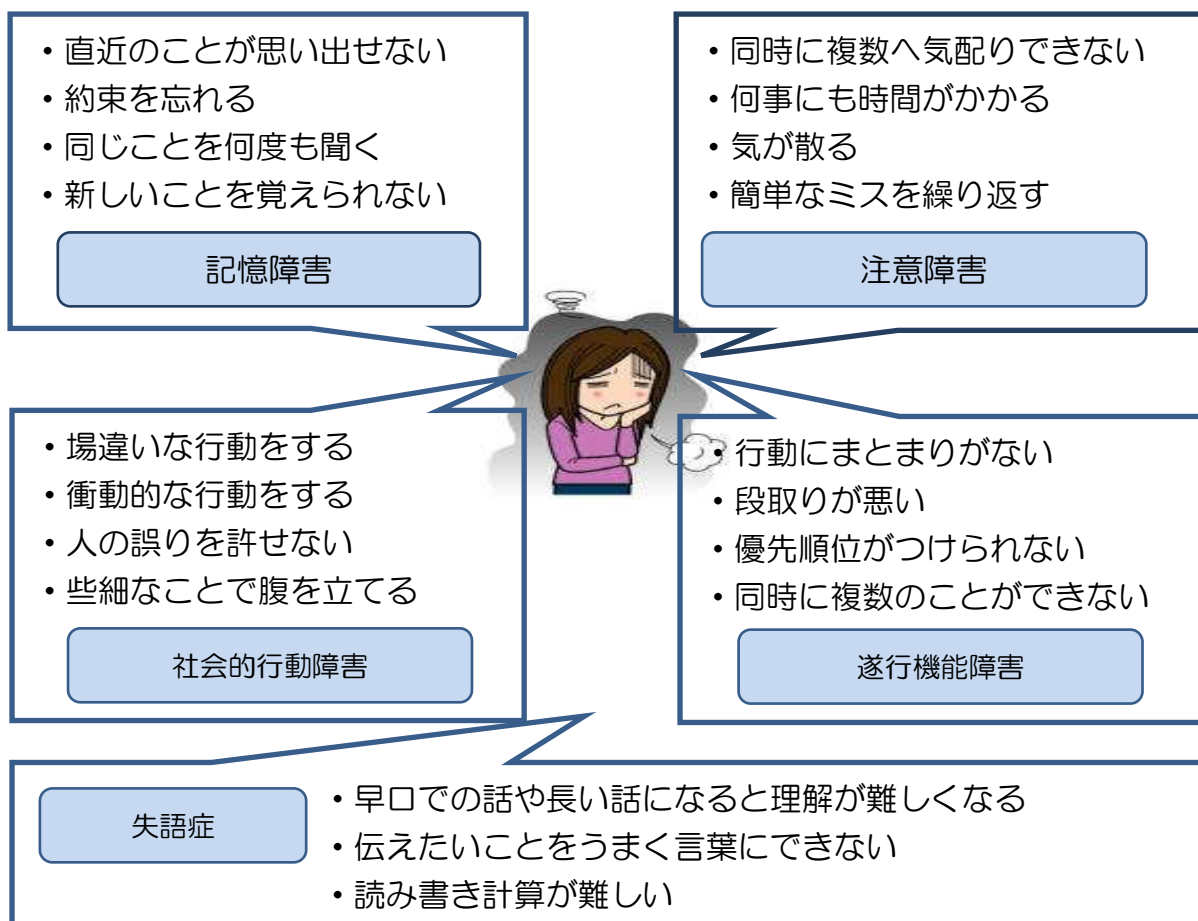 ・直近のことが思い出せない
・約束を忘れる
・同じことを何度も聞く
・新しいことを覚えられない
記憶障害
・同時に複数へ気配りできない
・何事にも時間がかかる
・気が散る
・簡単なミスを繰り返す
注意障害
・場違いな行動をする
・衝動的な行動をする
・人の誤りを許せない
・些細なことで腹を立てる
社会的行動障害
・行動にまとまりがない
・段取りが悪い
・優先順位がつけられない
・同時に複数のことができない
遂行機能障害
失語症
・早口での話や長い話になると理解が難しくなる
・伝えたいことをうまく言葉にできない
・読み書き計算が難しい